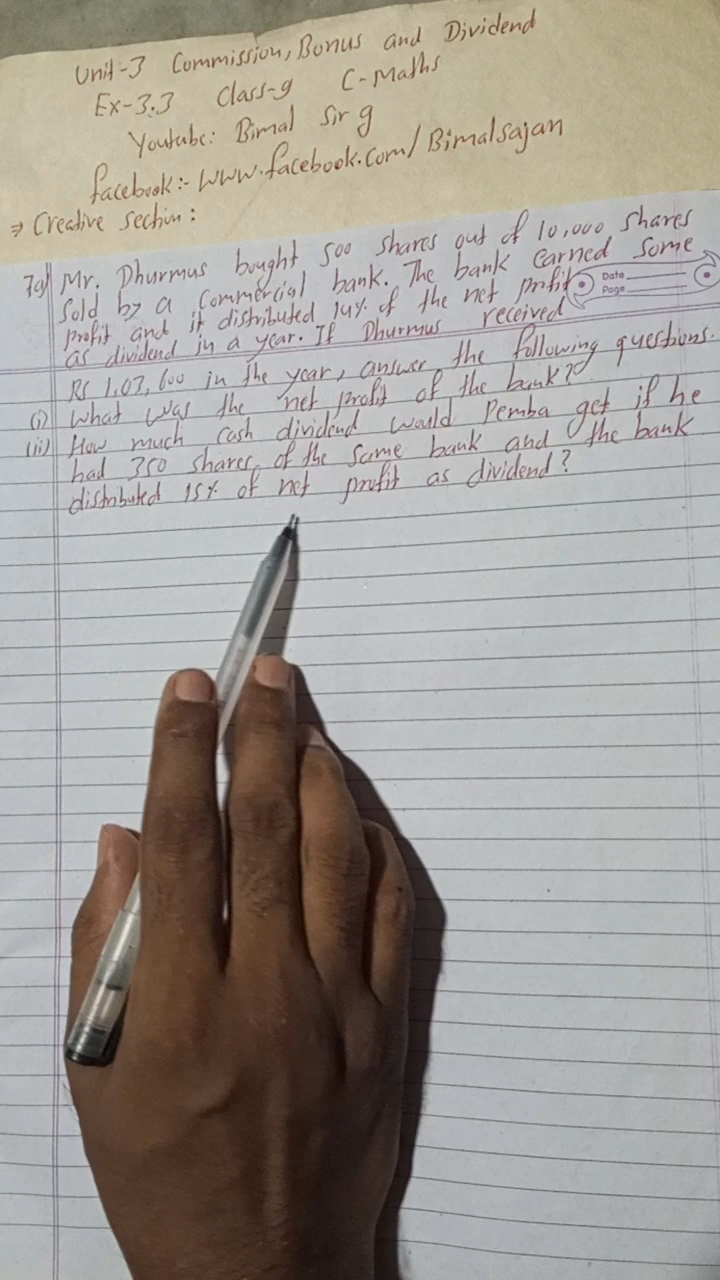 Unit-3 Commission, Bonus and Dividend
Ex-3.3 Class-9 C-Maths
Youtube: Bimal Sir g
facebook:- www.facebook.com/Bimalsajan
⇒ Creative section:
7a) Mr. Dhurmus bought 500 shares out of 10,000 shares
sold by a commercial bank. The bank earned some
profit and it distributed 14% of the net profit
as dividend in a year. If Dhurmus received
Date
Page
Rs 1,07,600 in the year, answer the following questions.
(i) What was the net profit of the bank?
(ii) How much cash dividend would Pemba get if he
had 350 shares of the same bank and the bank
distributed 15% of net profit as dividend?